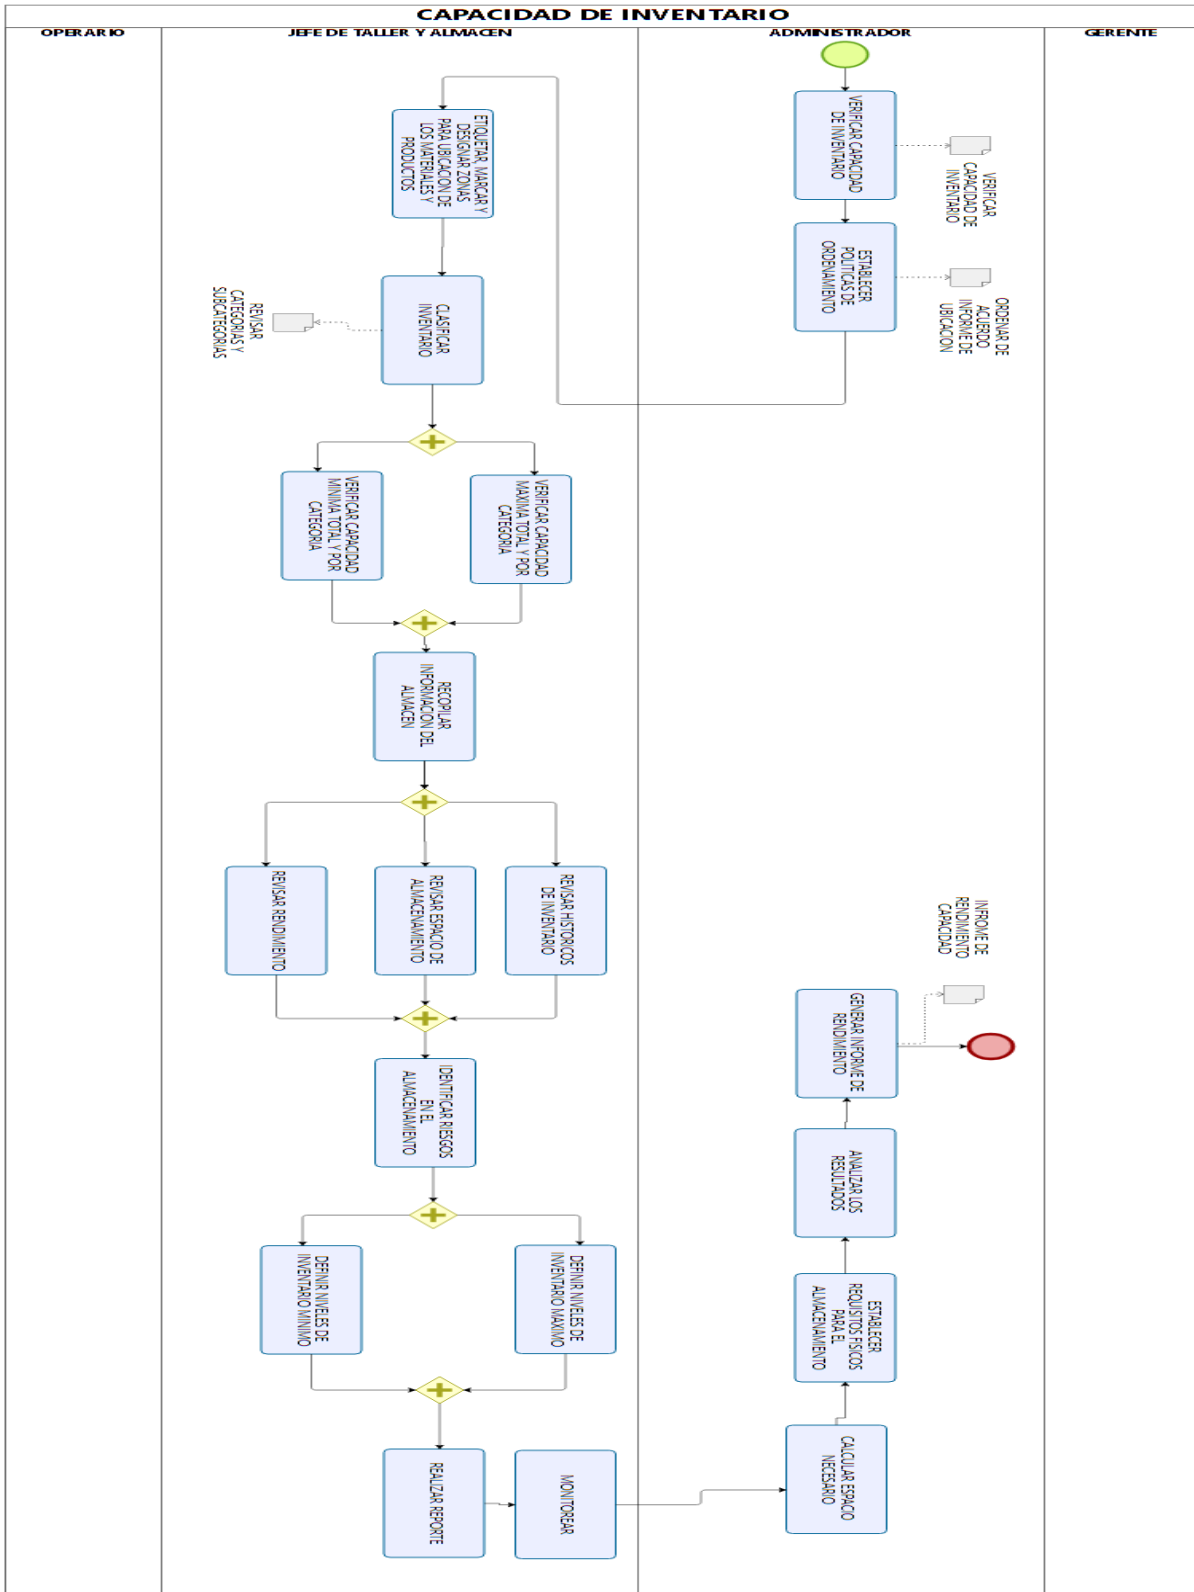 CAPACIDAD DE INVENTARIO
OPERARIO
JEFE DE TALLER Y ALMACEN
ADMINISTRADOR
GERENTE
VERIFICAR CAPACIDAD
DE INVENTARIO
VERIFICAR
CAPACIDAD DE
INVENTARIO
ESTABLECER
POLITICAS DE
ORDENAMIENTO
ORDENAR DE
ACUERDO
INFORME DE
UBICACION
ETIQUETAR, MARCAR Y
DESIGNAR ZONAS
PARA UBICACION DE
LOS MATERIALES Y
PRODUCTOS
CLASIFICAR
INVENTARIO
REVISAR
CATEGORIAS Y
SUBCATEGORIAS
VERIFICAR CAPACIDAD
MAXIMA TOTAL Y POR
CATEGORIA
VERIFICAR CAPACIDAD
MINIMA TOTAL Y POR
CATEGORIA
RECOPILAR
INFORMACION DEL
ALMACEN
REVISAR HISTORICOS
DE INVENTARIO
REVISAR ESPACIO DE
ALMACENAMIENTO
REVISAR RENDIMIENTO
IDENTIFICAR RIESGOS
EN EL
ALMACENAMIENTO
DEFINIR NIVELES DE
INVENTARIO MAXIMO
DEFINIR NIVELES DE
INVENTARIO MINIMO
REALIZAR REPORTE
MONITOREAR
CALCULAR ESPACIO
NECESARIO
ESTABLECER
REQUISITOS FISICOS
PARA EL
ALMACENAMIENTO
ANALIZAR LOS
RESULTADOS
GENERAR INFORME DE
RENDIMIENTO
INFROME DE
RENDIMIENTO
CAPACIDAD